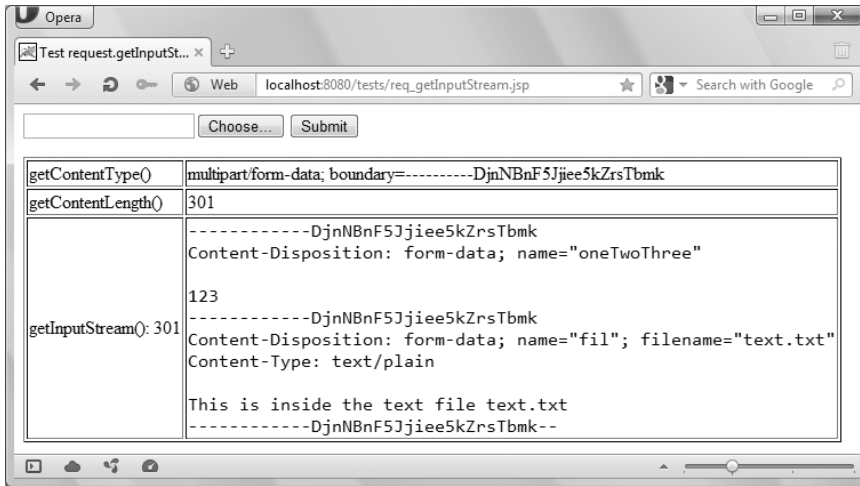 Opera
Test request.getInputSt...
Web localhost:8080/tests/req_getInputStream.jsp Search with Google
Choose... Submit
getContentType() multipart/form-data; boundary=----------DjnNBnF5Jjiee5kZrsTbmk
getContentLength() 301
getInputStream(): 301
------------DjnNBnF5Jjiee5kZrsTbmk
Content-Disposition: form-data; name="oneTwoThree"
123
------------DjnNBnF5Jjiee5kZrsTbmk
Content-Disposition: form-data; name="fil"; filename="text.txt"
Content-Type: text/plain
This is inside the text file text.txt
------------DjnNBnF5Jjiee5kZrsTbmk--